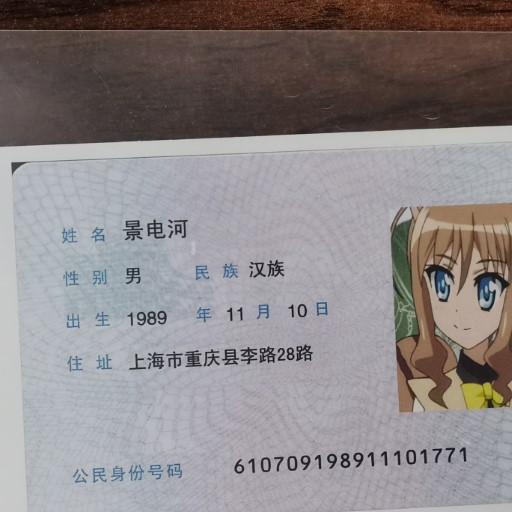 姓名 景电河
性别 男 民族 汉族
出生 1989 年 11 月 10 日
住址 上海市重庆县李路28路
公民身份号码 610709198911101771